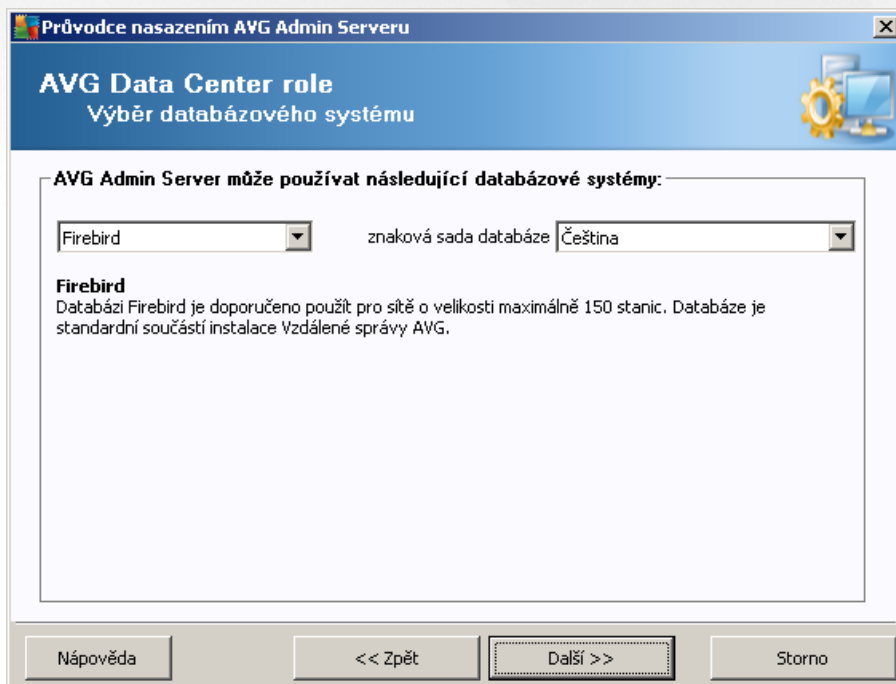 Průvodce nasazením AVG Admin Serveru
AVG Data Center role
Výběr databázového systému
AVG Admin Server může používat následující databázové systémy:
Firebird
znaková sada databáze
Čeština
Firebird
Databázi Firebird je doporučeno použít pro sítě o velikosti maximálně 150 stanic. Databáze je
standardní součástí instalace Vzdálené správy AVG.
Nápověda
<< Zpět
Další >>
Storno